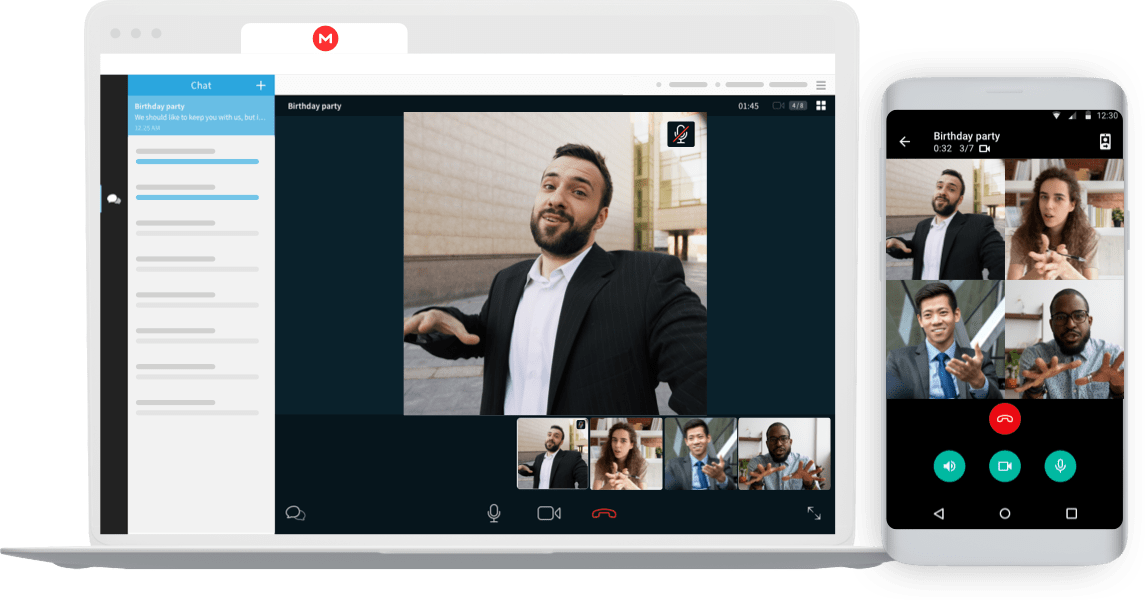 M
Chat +
Birthday party
We should like to keep you with us, but I...
10.25 AM
Birthday party
01:45
4/8
12:30
Birthday party
0:32 3/7